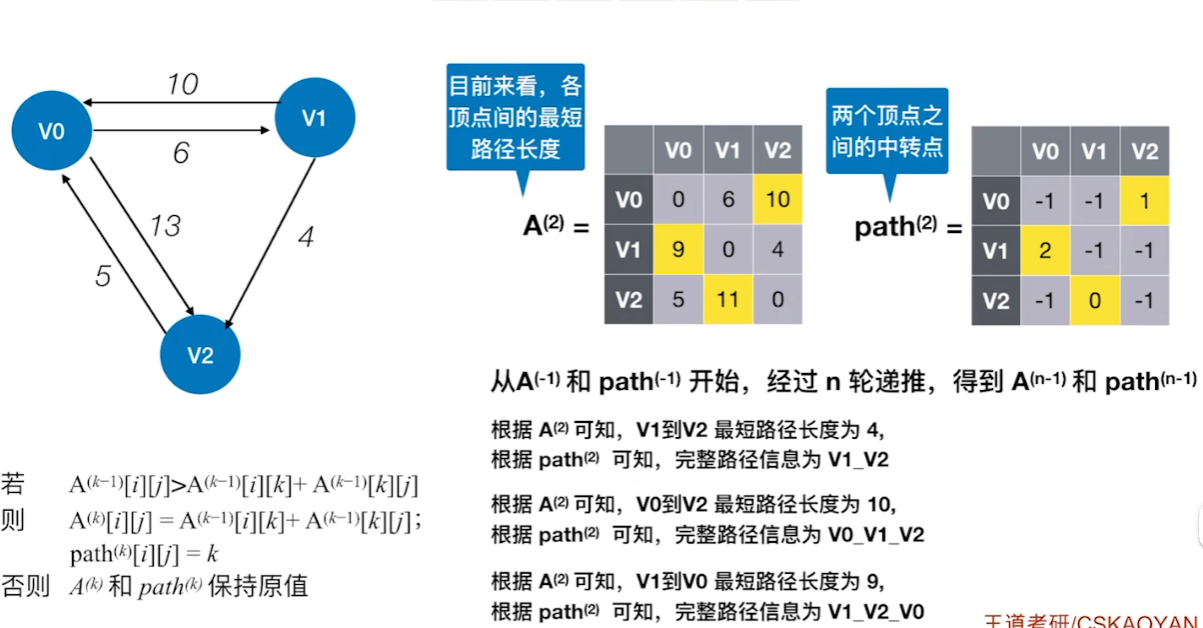 10
V0
V1
6
13
4
5
V2
目前来看，各
顶点间的最短
路径长度
A(2) =
V0 V1 V2
V0 0 6 10
V1 9 0 4
V2 5 11 0
两个顶点之
间的中转点
path(2) =
V0 V1 V2
V0 -1 -1 1
V1 2 -1 -1
V2 -1 0 -1
从A(-1) 和 path(-1) 开始，经过 n 轮递推，得到 A(n-1) 和 path(n-1)
根据 A(2) 可知，V1到V2 最短路径长度为 4,
根据 path(2) 可知，完整路径信息为 V1_V2
根据 A(2) 可知，V0到V2 最短路径长度为 10,
根据 path(2) 可知，完整路径信息为 V0_V1_V2
根据 A(2) 可知，V1到V0 最短路径长度为 9,
根据 path(2) 可知，完整路径信息为 V1_V2_V0
若 A(k−1)[i][j]>A(k−1)[i][k]+ A(k−1)[k][j]
则 A(k)[i][j] = A(k−1)[i][k]+ A(k−1)[k][j];
path(k)[i][j] = k
否则 A(k) 和 path(k) 保持原值
王道考研/CSKAOYAN